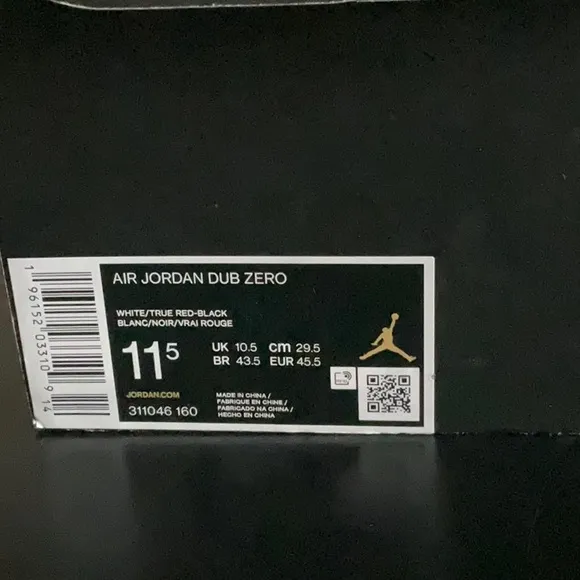 AIR JORDAN DUB ZERO
WHITE/TRUE RED-BLACK
BLANC/NOIR/VRAI ROUGE
11⁵
UK 10.5 cm 29.5
BR 43.5 EUR 45.5
JORDAN.COM
311046 160
MADE IN CHINA /
FABRIQUE EN CHINE /
FABRICADO NA CHINA /
HECHO EN CHINA
1 96152 03310 9 14